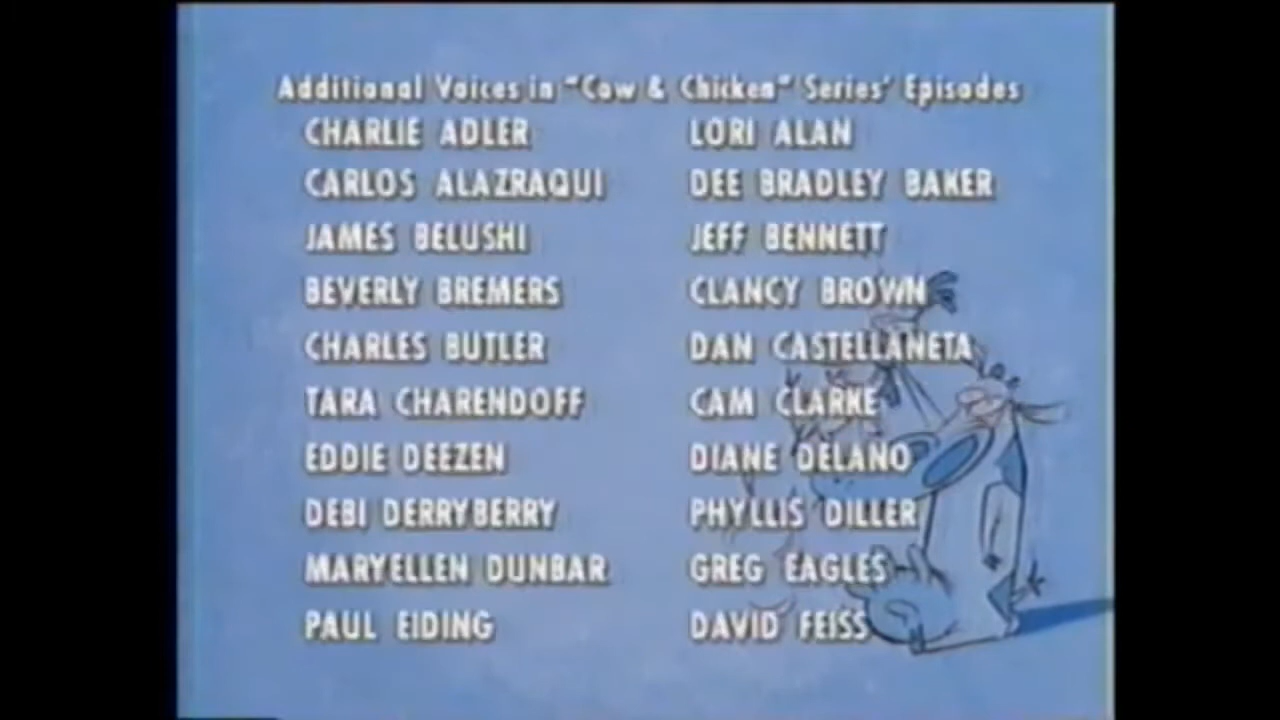 Additional Voices in "Cow & Chicken" Series' Episodes
CHARLIE ADLER LORI ALAN
CARLOS ALAZRAQUI DEE BRADLEY BAKER
JAMES BELUSHI JEFF BENNETT
BEVERLY BREMERS CLANCY BROWN
CHARLES BUTLER DAN CASTELLANETA
TARA CHARENDOFF CAM CLARKE
EDDIE DEEZEN DIANE DELANO
DEBI DERRYBERRY PHYLLIS DILLER
MARYELLEN DUNBAR GREG EAGLES
PAUL EIDING DAVID FEISS